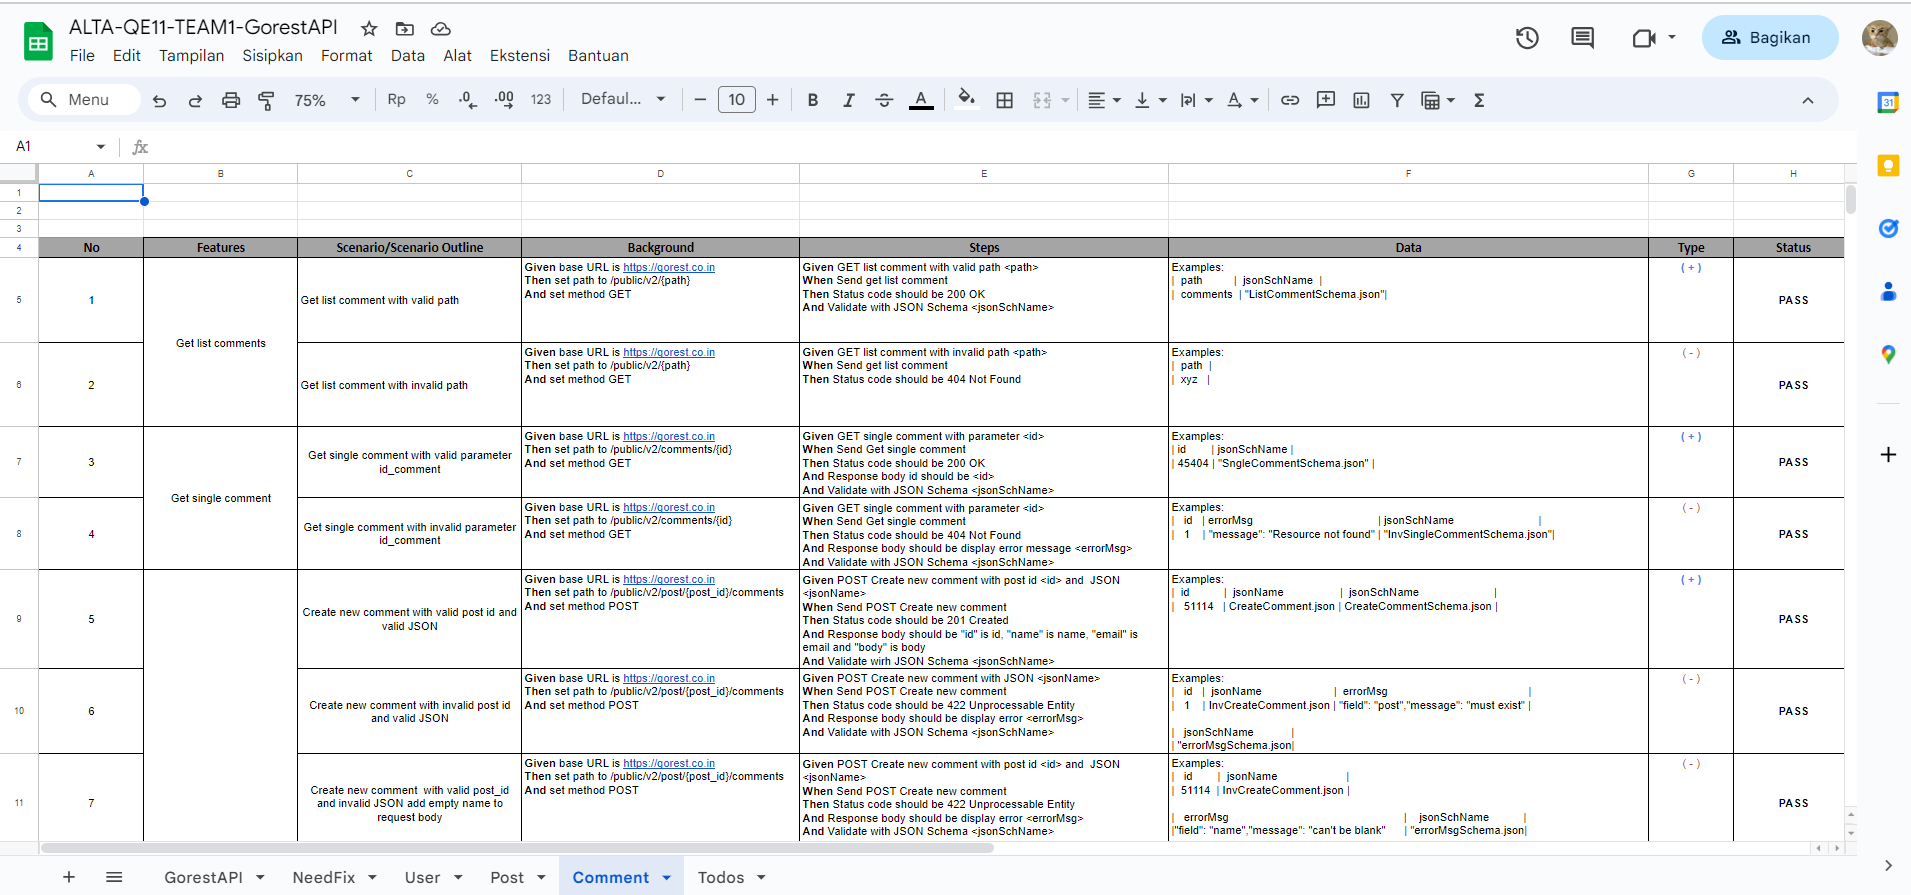 ALTA-QE11-TEAM1-GorestAPI
File Edit Tampilan Sisipkan Format Data Alat Ekstensi Bantuan
Bagikan
Menu 75% Rp % .0 .00 123 Defaul... 10 B I S A
31
A1 fx
A B C D E F G H
1
2
3
4 No Features Scenario/Scenario Outline Background Steps Data Type Status
5
1
Get list comments
Get list comment with valid path
Given base URL is https://gorest.co.in
Then set path to /public/v2/{path}
And set method GET
Given GET list comment with valid path <path>
When Send get list comment
Then Status code should be 200 OK
And Validate with JSON Schema <jsonSchName>
Examples:
| path | jsonSchName |
| comments | "ListCommentSchema.json"|
(+)
PASS
6
2
Get list comment with invalid path
Given base URL is https://gorest.co.in
Then set path to /public/v2/{path}
And set method GET
Given GET list comment with invalid path <path>
When Send get list comment
Then Status code should be 404 Not Found
Examples:
| path |
| xyz |
(-)
PASS
7
3
Get single comment
Get single comment with valid parameter
id_comment
Given base URL is https://gorest.co.in
Then set path to /public/v2/comments/{id}
And set method GET
Given GET single comment with parameter <id>
When Send Get single comment
Then Status code should be 200 OK
And Response body id should be <id>
And Validate with JSON Schema <jsonSchName>
Examples:
| id | jsonSchName |
| 45404 | "SngleCommentSchema.json" |
(+)
PASS
8
4
Get single comment with invalid parameter
id_comment
Given base URL is https://gorest.co.in
Then set path to /public/v2/comments/{id}
And set method GET
Given GET single comment with parameter <id>
When Send Get single comment
Then Status code should be 404 Not Found
And Response body should be display error message <errorMsg>
And Validate with JSON Schema <jsonSchName>
Examples:
| id | errorMsg | jsonSchName |
| 1 | "message": "Resource not found" | "InvSingleCommentSchema.json"|
(-)
PASS
9
5
Create new comment with valid post id and
valid JSON
Given base URL is https://gorest.co.in
Then set path to /public/v2/post/{post_id}/comments
And set method POST
Given POST Create new comment with post id <id> and JSON
<jsonName>
When Send POST Create new comment
Then Status code should be 201 Created
And Response body should be "id" is id, "name" is name, "email" is
email and "body" is body
And Validate wirh JSON Schema <jsonSchName>
Examples:
| id | jsonName | jsonSchName |
| 51114 | CreateComment.json | CreateCommentSchema.json |
(+)
PASS
10
6
Create new comment with invalid post id
and valid JSON
Given base URL is https://gorest.co.in
Then set path to /public/v2/post/{post_id}/comments
And set method POST
Given POST Create new comment with JSON <jsonName>
When Send POST Create new comment
Then Status code should be 422 Unprocessable Entity
And Response body should be display error <errorMsg>
And Validate with JSON Schema <jsonSchName>
Examples:
| id | jsonName | errorMsg |
| 1 | InvCreateComment.json | "field": "post","message": "must exist" |
| jsonSchName |
| "errorMsgSchema.json|
(-)
PASS
11
7
Create new comment with valid post_id
and invalid JSON add empty name to
request body
Given base URL is https://gorest.co.in
Then set path to /public/v2/post/{post_id}/comments
And set method POST
Given POST Create new comment with post id <id> and JSON
<jsonName>
When Send POST Create new comment
Then Status code should be 422 Unprocessable Entity
And Response body should be display error <errorMsg>
And Validate with JSON Schema <jsonSchName>
Examples:
| id | jsonName |
| 51114 | InvCreateComment.json |
| errorMsg | jsonSchName |
|"field": "name","message": "can't be blank" | "errorMsgSchema.json|
(-)
PASS
GorestAPI NeedFix User Post Comment Todos